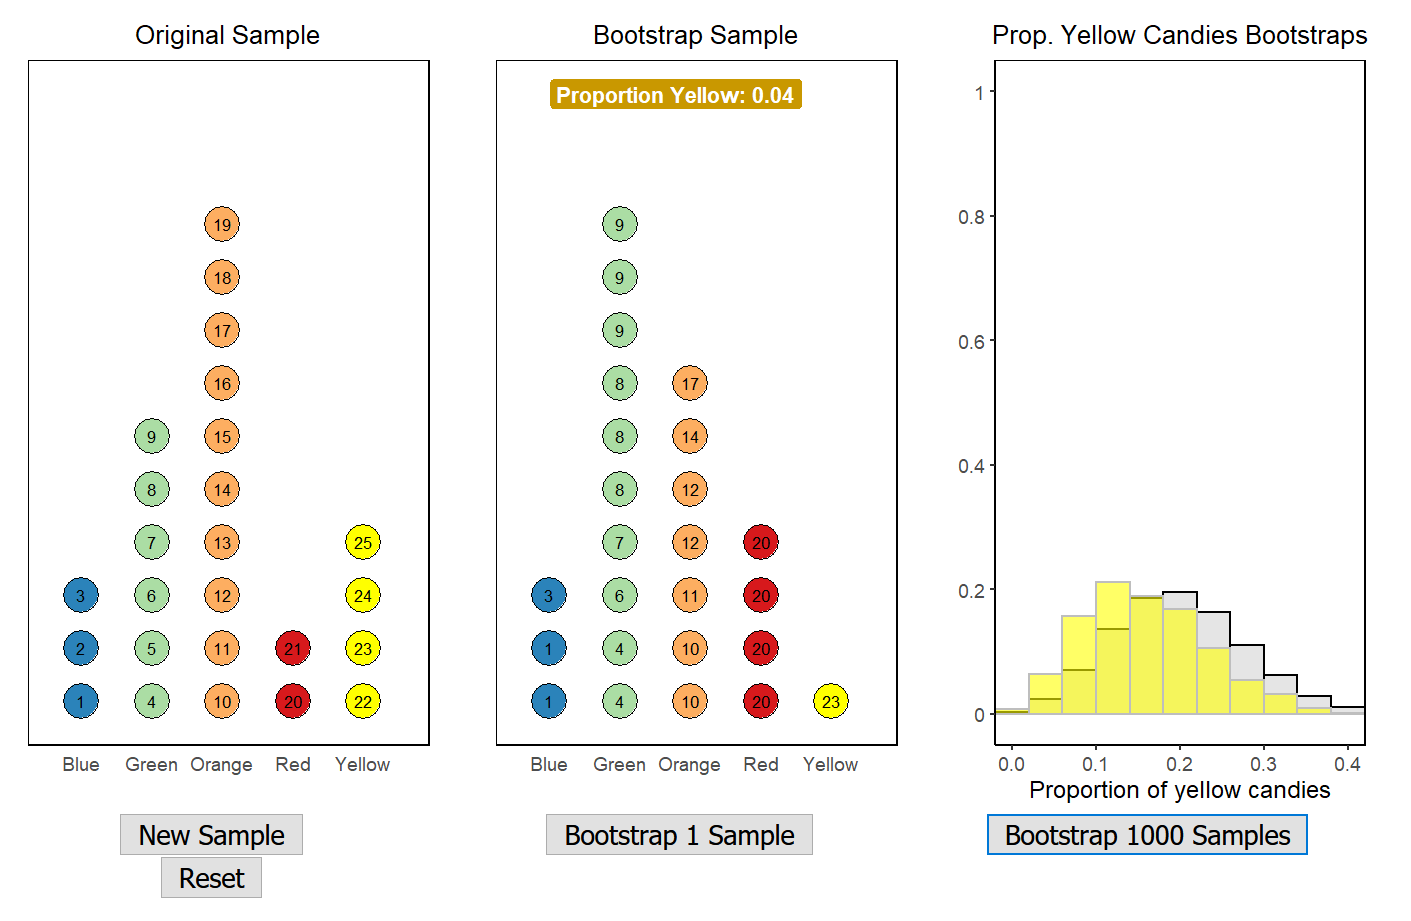 Original Sample
19
18
17
16
9 15
8 14
7 13 25
3 6 12 24
2 5 11 21 23
1 4 10 20 22
Blue Green Orange Red Yellow
New Sample
Reset
Bootstrap Sample
Proportion Yellow: 0.04
9
9
9
8 17
8 14
8 12
7 12 20
3 6 11 20
1 4 10 20
1 4 10 20 23
Blue Green Orange Red Yellow
Bootstrap 1 Sample
Prop. Yellow Candies Bootstraps
1
0.8
0.6
0.4
0.2
0
0.0 0.1 0.2 0.3 0.4
Proportion of yellow candies
Bootstrap 1000 Samples